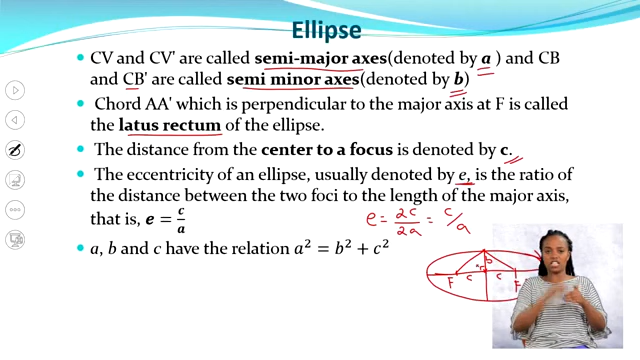 Ellipse
• CV and CV' are called semi-major axes(denoted by a ) and CB
and CB' are called semi minor axes(denoted by b)
• Chord AA' which is perpendicular to the major axis at F is called
the latus rectum of the ellipse.
• The distance from the center to a focus is denoted by c.
• The eccentricity of an ellipse, usually denoted by e, is the ratio of
the distance between the two foci to the length of the major axis,
that is, e = c/a
e = 2c/2a = c/a
• a, b and c have the relation a² = b² + c²
b
F c c F